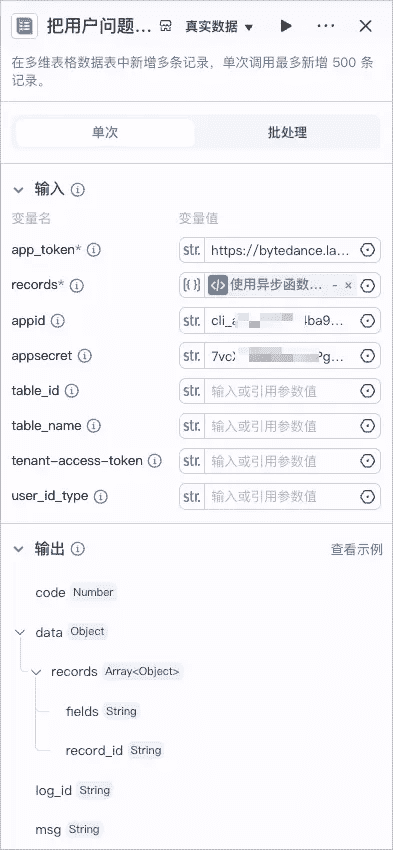 把用户问题... 真实数据
在多维表格数据表中新增多条记录，单次调用最多新增 500 条
记录。
单次 批处理
输入
变量名 变量值
app_token* str. https://bytedance.la...
records* [{}] 使用异步函数... - ×
appid str. cli_a ba9...
appsecret str. 7vc g...
table_id str. 输入或引用参数值
table_name str. 输入或引用参数值
tenant-access-token str. 输入或引用参数值
user_id_type str. 输入或引用参数值
输出 查看示例
code Number
data Object
records Array<Object>
fields String
record_id String
log_id String
msg String